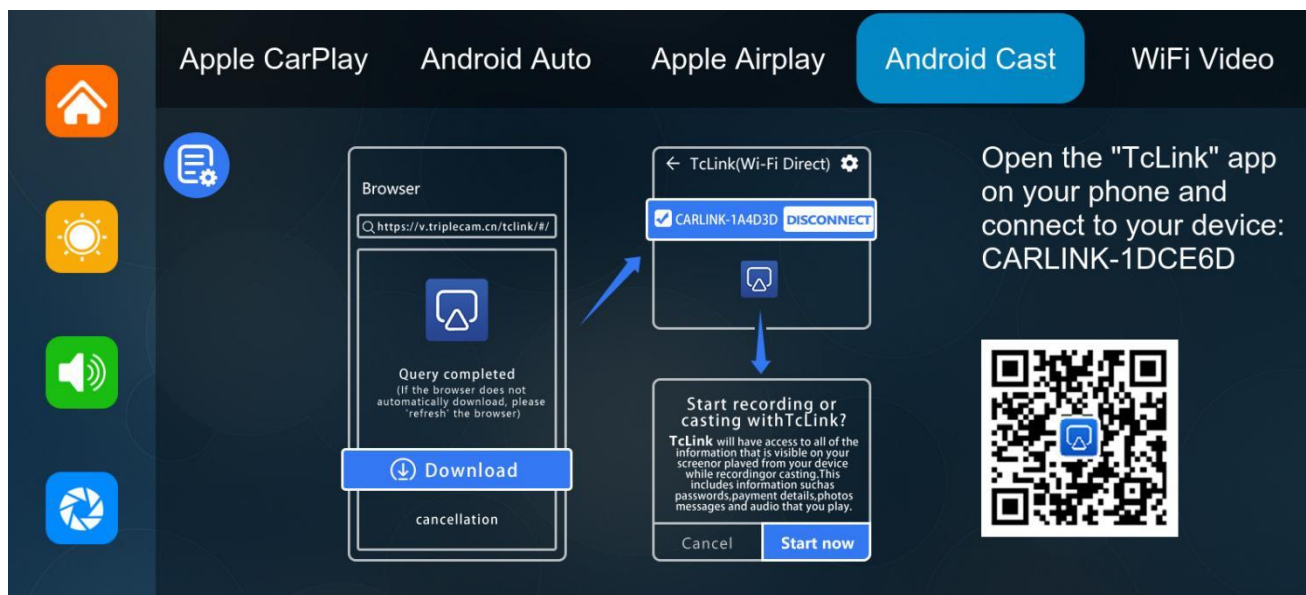 Apple CarPlay
Android Auto
Apple Airplay
Android Cast
WiFi Video
Browser
https://v.triplecam.cn/tclink/#/
Query completed
(If the browser does not
automatically download, please
'refresh' the browser)
Download
cancellation
TcLink(Wi-Fi Direct)
CARLINK-1A4D3D DISCONNECT
Start recording or
casting withTcLink?
TcLink will have access to all of the
information that is visible on your
screenor played from your device
while recordingor casting.This
includes information suchas
passwords,payment details,photos
messages and audio that you play.
Cancel
Start now
Open the "TcLink" app
on your phone and
connect to your device:
CARLINK-1DCE6D